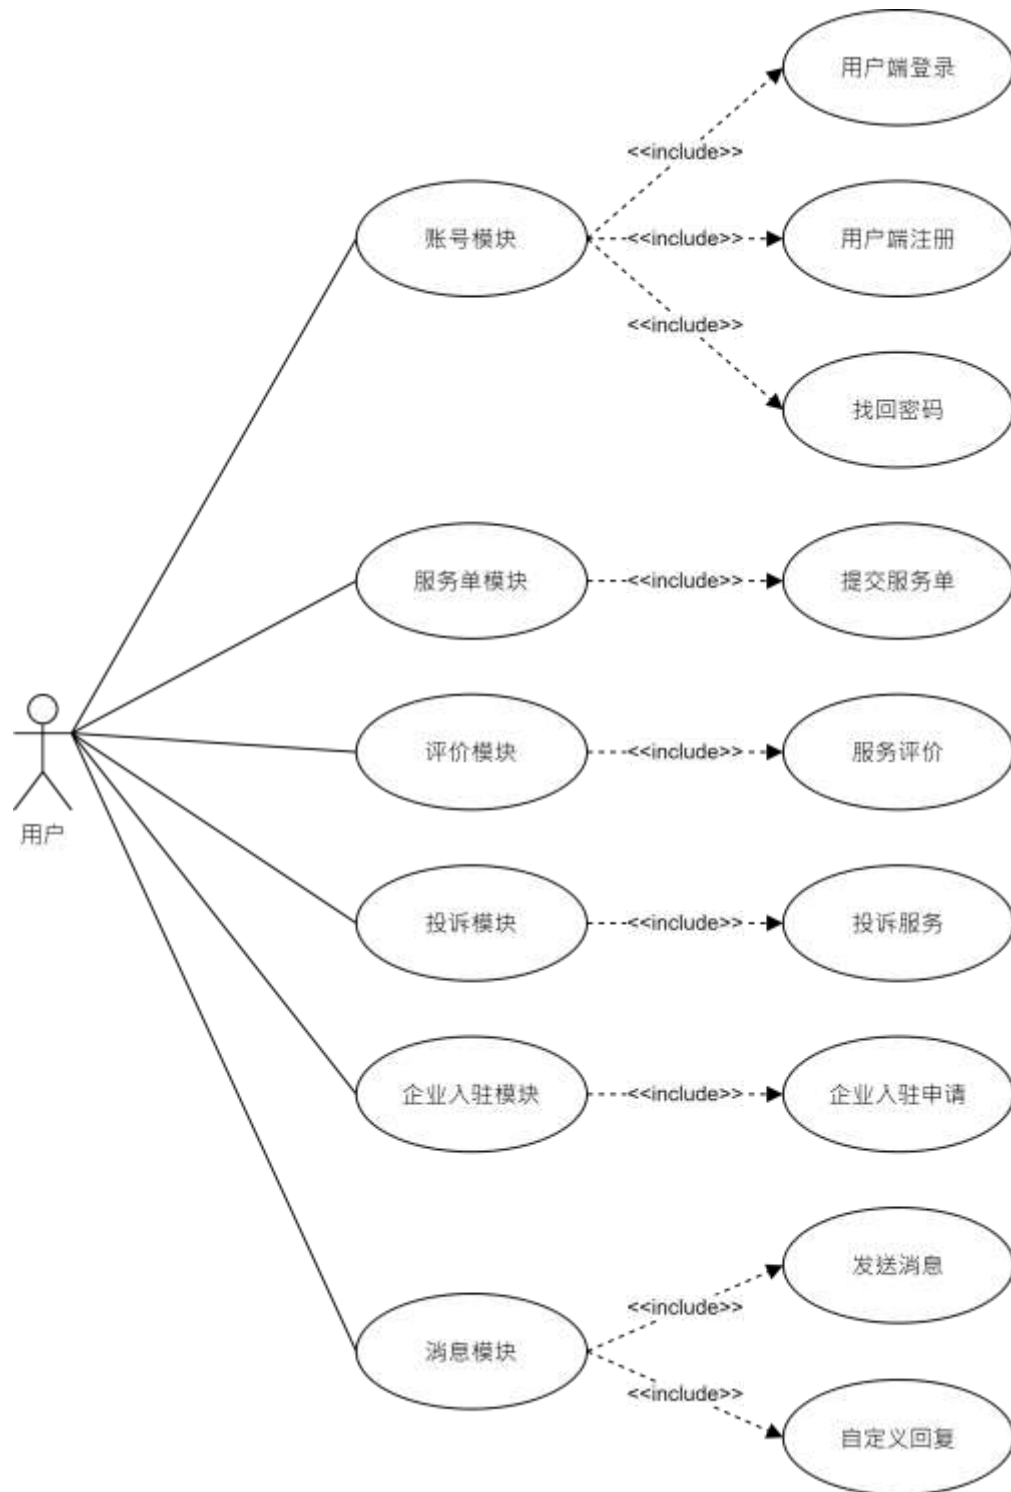 用户端登录
<<include>>
账号模块
<<include>>
用户端注册
<<include>>
找回密码
服务单模块
<<include>>
提交服务单
用户
评价模块
<<include>>
服务评价
投诉模块
<<include>>
投诉服务
企业入驻模块
<<include>>
企业入驻申请
发送消息
<<include>>
消息模块
<<include>>
自定义回复